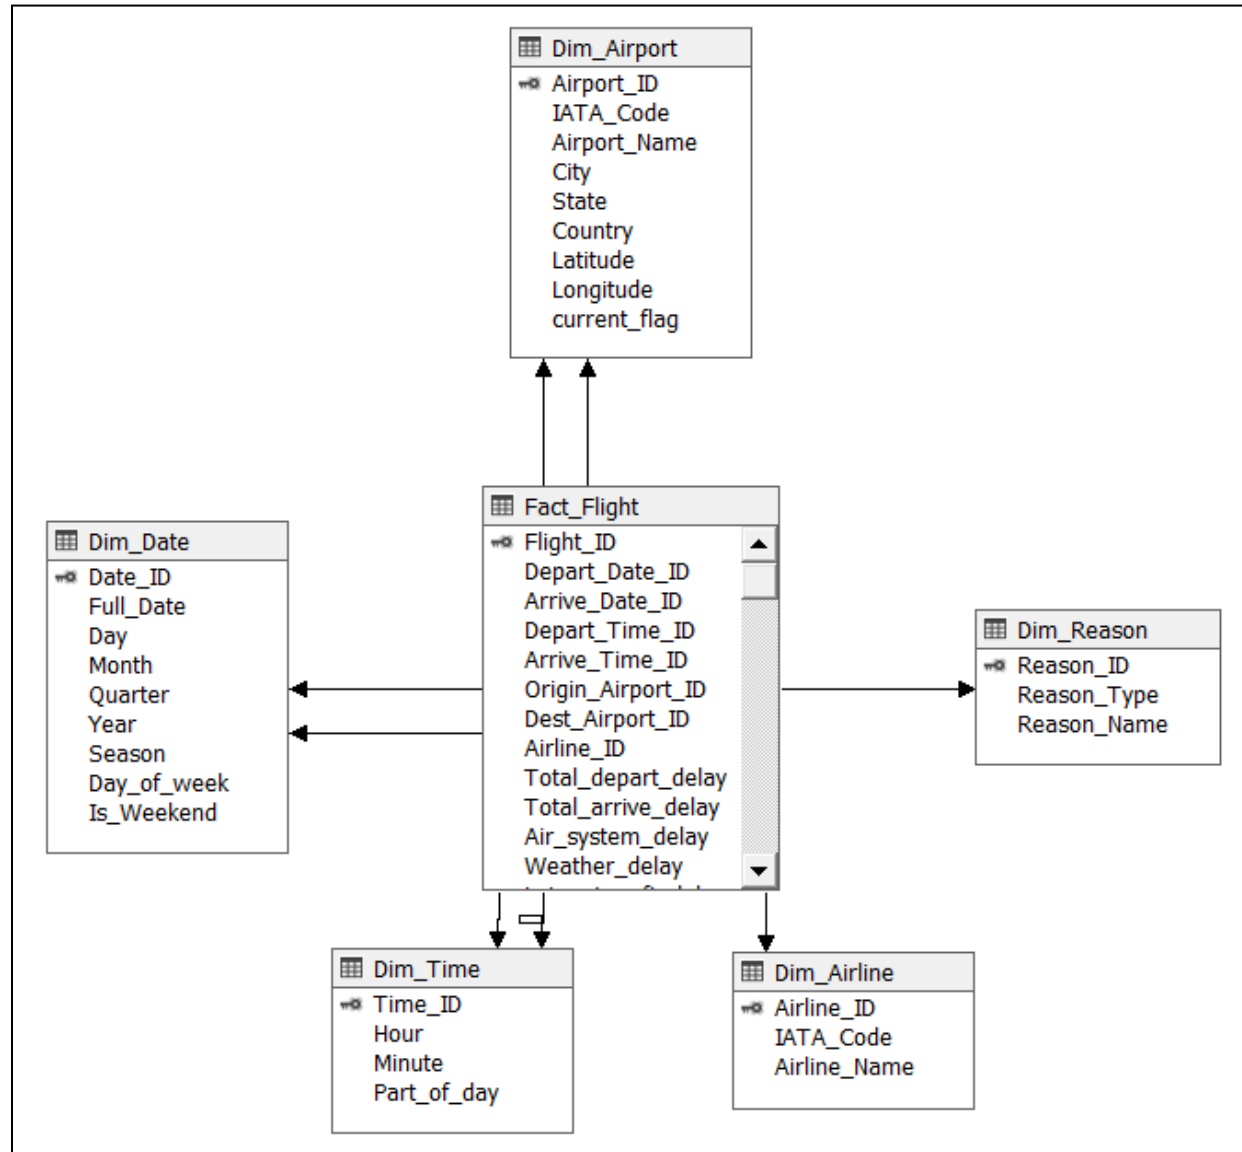 Dim_Airport
Airport_ID
IATA_Code
Airport_Name
City
State
Country
Latitude
Longitude
current_flag
Fact_Flight
Flight_ID
Depart_Date_ID
Arrive_Date_ID
Depart_Time_ID
Arrive_Time_ID
Origin_Airport_ID
Dest_Airport_ID
Airline_ID
Total_depart_delay
Total_arrive_delay
Air_system_delay
Weather_delay
Dim_Date
Date_ID
Full_Date
Day
Month
Quarter
Year
Season
Day_of_week
Is_Weekend
Dim_Reason
Reason_ID
Reason_Type
Reason_Name
Dim_Time
Time_ID
Hour
Minute
Part_of_day
Dim_Airline
Airline_ID
IATA_Code
Airline_Name